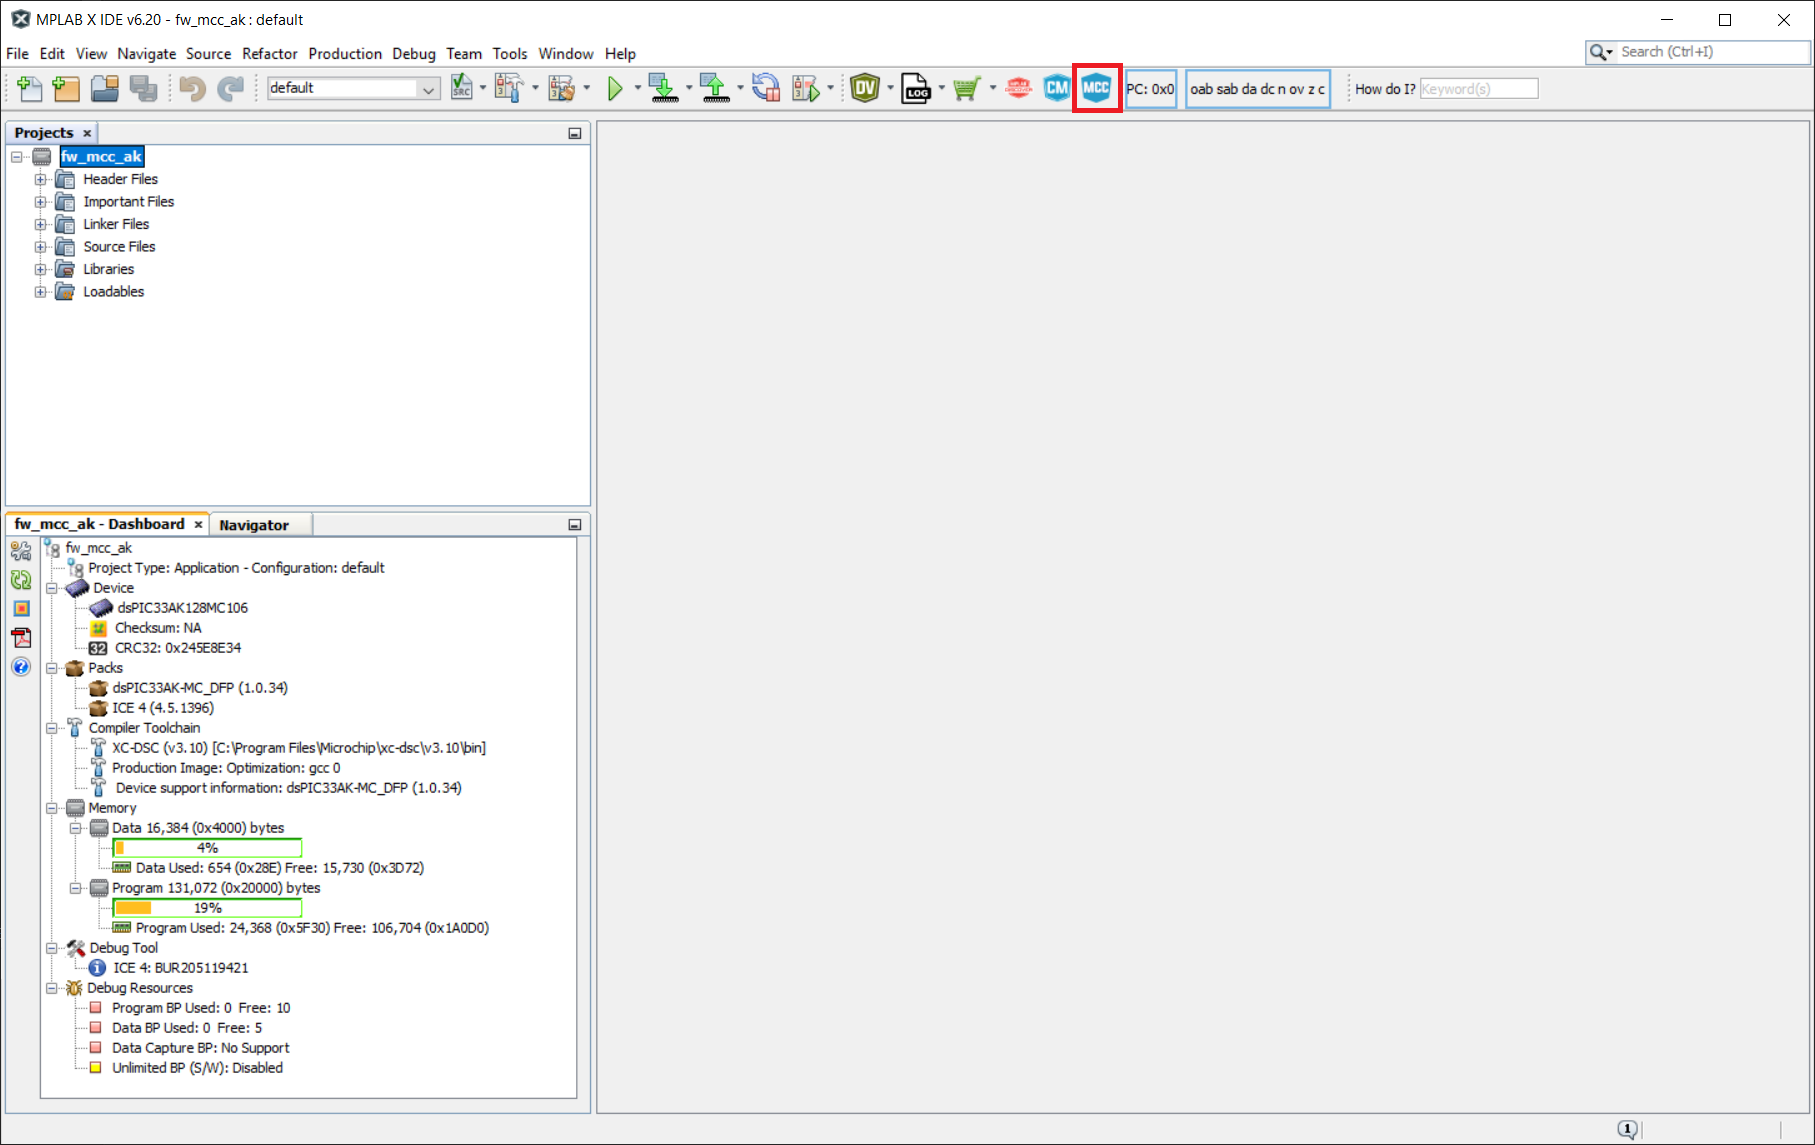 MPLAB X IDE v6.20 - fw_mcc_ak : default
File Edit View Navigate Source Refactor Production Debug Team Tools Window Help
Search (Ctrl+I)
default
SRC
DV
LOG
CM
MCC
PC: 0x0
oab sab da dc n ov z c
How do I?
Keyword(s)
Projects
fw_mcc_ak
Header Files
Important Files
Linker Files
Source Files
Libraries
Loadables
fw_mcc_ak - Dashboard
Navigator
fw_mcc_ak
Project Type: Application - Configuration: default
Device
dsPIC33AK128MC106
Checksum: NA
32 CRC32: 0x245E8E34
Packs
dsPIC33AK-MC_DFP (1.0.34)
ICE 4 (4.5.1396)
Compiler Toolchain
XC-DSC (v3.10) [C:\Program Files\Microchip\xc-dsc\v3.10\bin]
Production Image: Optimization: gcc 0
Device support information: dsPIC33AK-MC_DFP (1.0.34)
Memory
Data 16,384 (0x4000) bytes
4%
Data Used: 654 (0x28E) Free: 15,730 (0x3D72)
Program 131,072 (0x20000) bytes
19%
Program Used: 24,368 (0x5F30) Free: 106,704 (0x1A0D0)
Debug Tool
ICE 4: BUR205119421
Debug Resources
Program BP Used: 0 Free: 10
Data BP Used: 0 Free: 5
Data Capture BP: No Support
Unlimited BP (S/W): Disabled
1